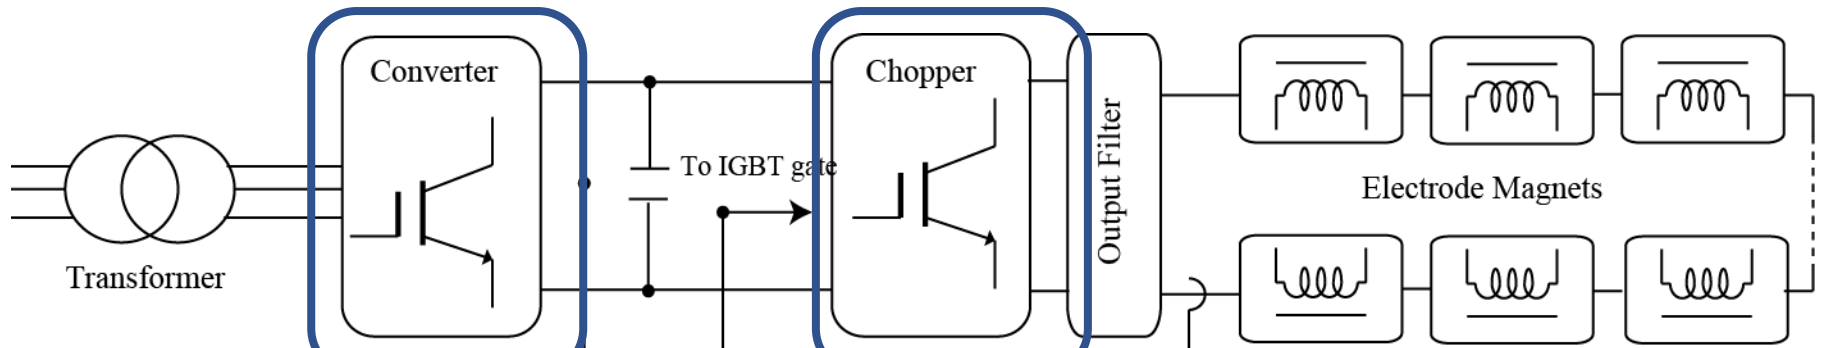 Converter
Chopper
To IGBT gate
Output Filter
Electrode Magnets
Transformer